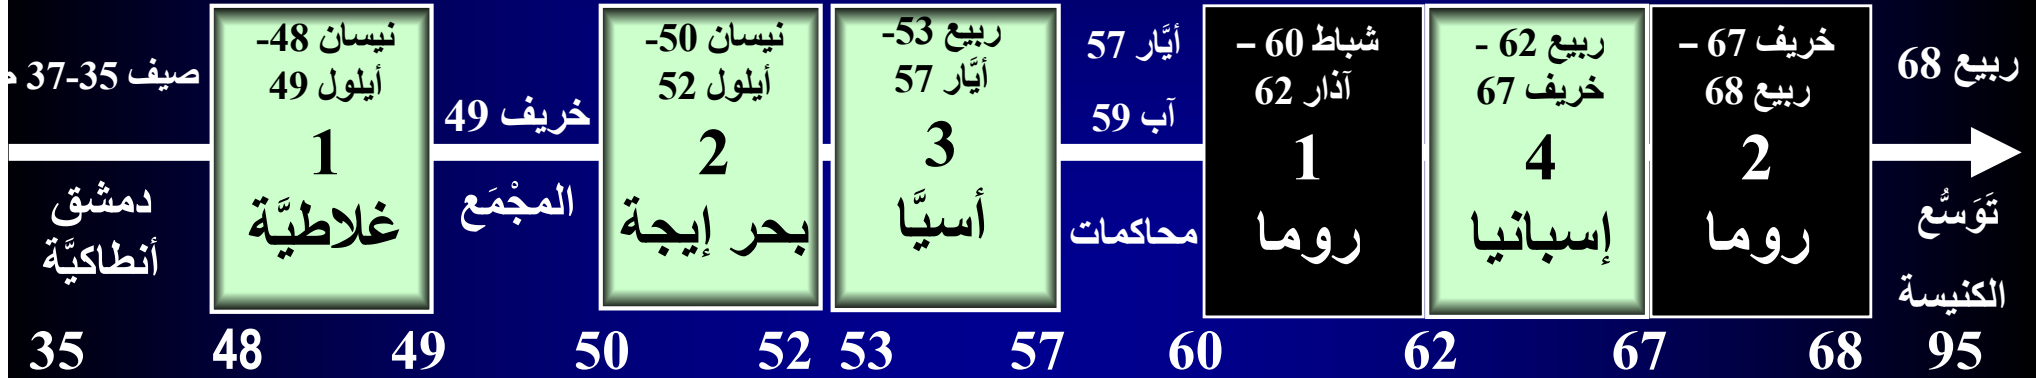 صيف 35-37 م
دمشق
أنطاكيَّة
نيسان 48-
أيلول 49
1
غلاطيَّة
خريف 49
المجْمَع
نيسان 50-
أيلول 52
2
بحر إيجة
ربيع 53-
أيَّار 57
3
أسيَّا
أيَّار 57
آب 59
محاكمات
شباط 60 –
آذار 62
1
روما
ربيع 62 -
خريف 67
4
إسبانيا
خريف 67 –
ربيع 68
2
روما
ربيع 68
تَوَسُّع
الكنيسة
35 48 49 50 52 53 57 60 62 67 68 95